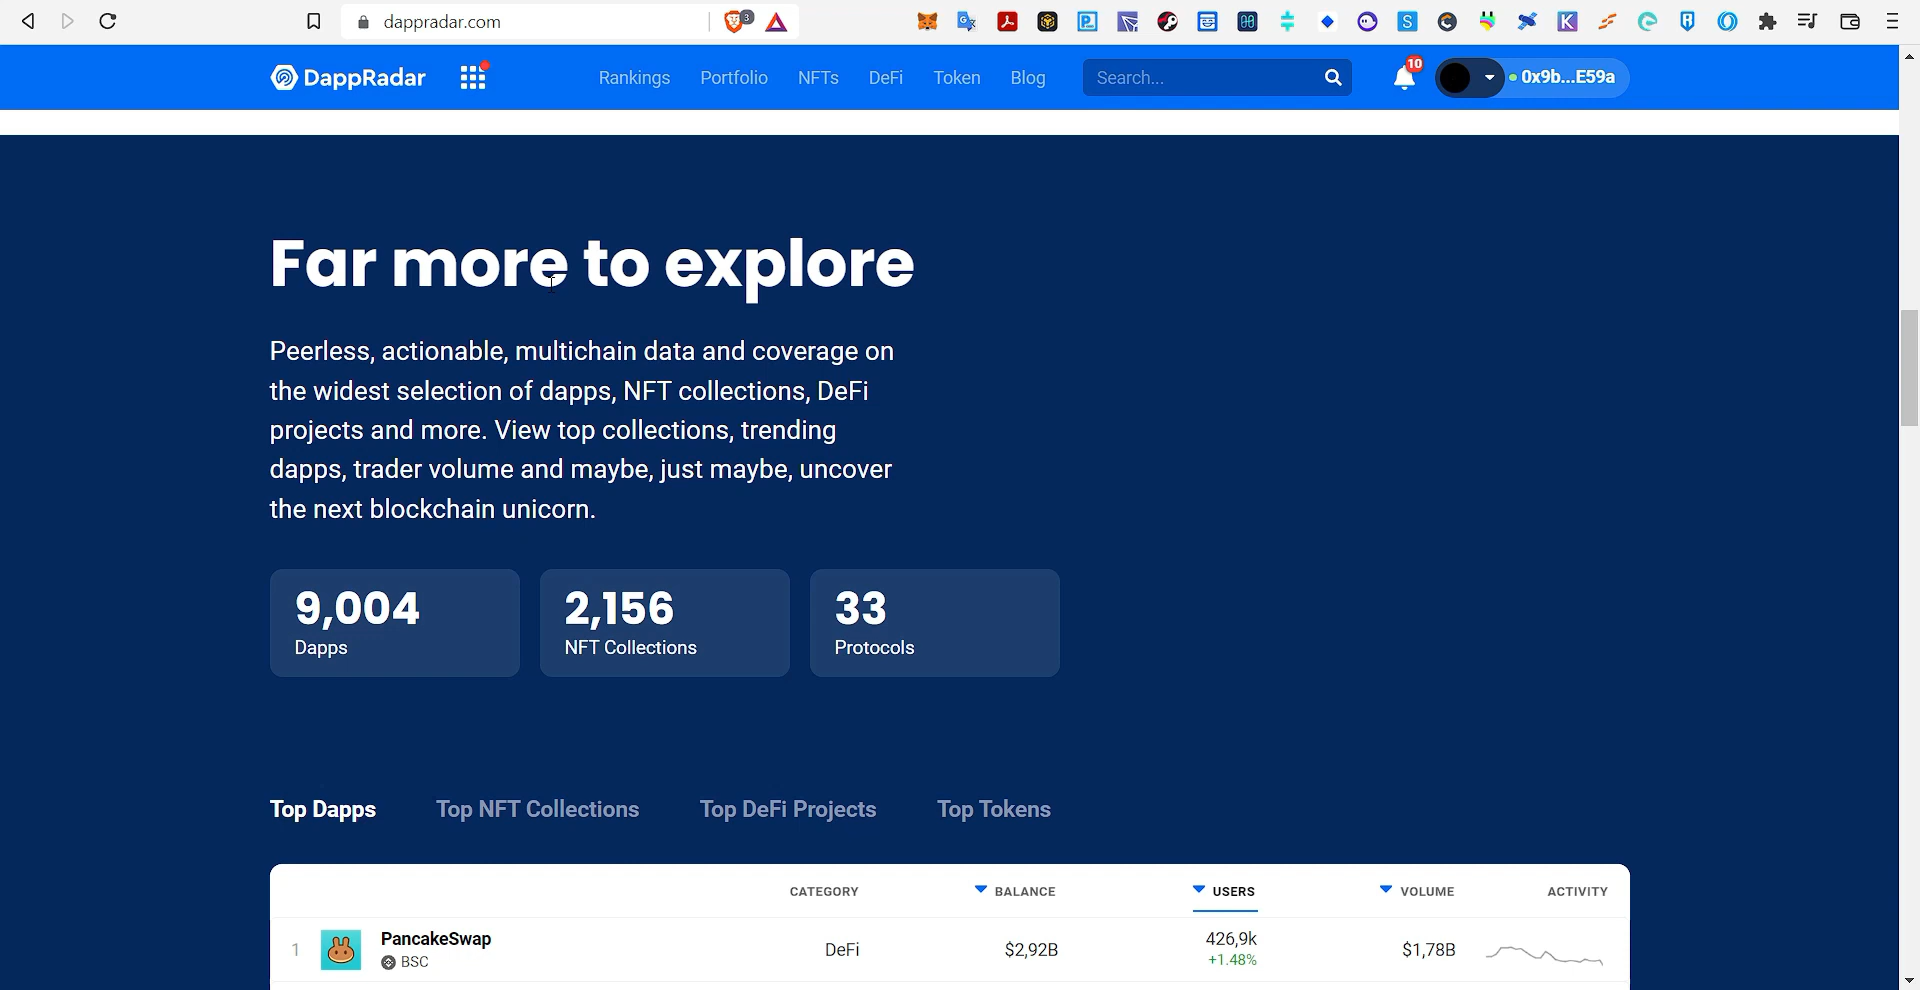 dappradar.com
3
DappRadar
Rankings Portfolio NFTs DeFi Token Blog Search... 10 0x9b...E59a
Far more to explore
Peerless, actionable, multichain data and coverage on
the widest selection of dapps, NFT collections, DeFi
projects and more. View top collections, trending
dapps, trader volume and maybe, just maybe, uncover
the next blockchain unicorn.
9,004 2,156 33
Dapps NFT Collections Protocols
Top Dapps Top NFT Collections Top DeFi Projects Top Tokens
CATEGORY BALANCE USERS VOLUME ACTIVITY
1 PancakeSwap DeFi $2,92B 426,9k $1,78B
BSC +1.48%